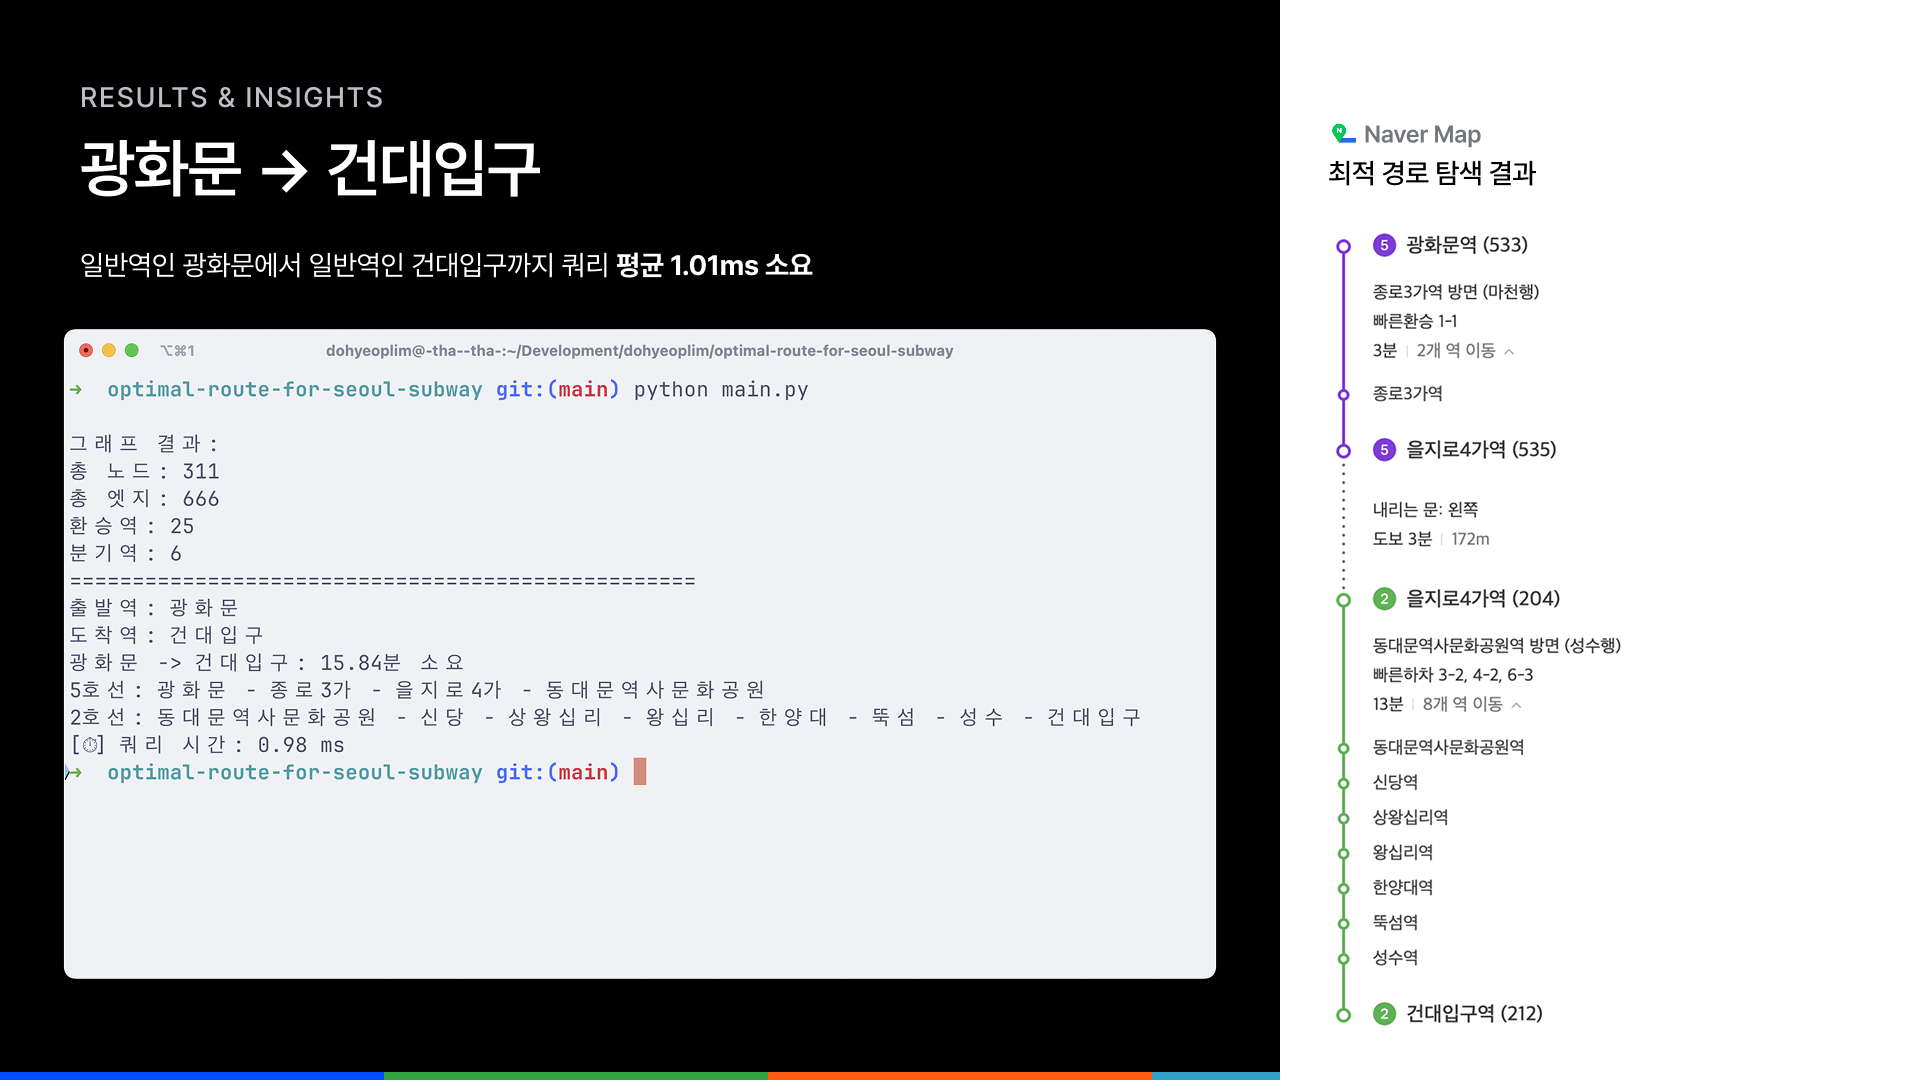 RESULTS & INSIGHTS
광화문 → 건대입구
일반역인 광화문에서 일반역인 건대입구까지 쿼리 평균 1.01ms 소요
⌥⌘1
dohyeoplim@-tha--tha-:~/Development/dohyeoplim/optimal-route-for-seoul-subway
→ optimal-route-for-seoul-subway git:(main) python main.py
그래프 결과:
총 노드: 311
총 엣지: 666
환승역: 25
분기역: 6
==================================================
출발역: 광화문
도착역: 건대입구
광화문 -> 건대입구: 15.84분 소요
5호선: 광화문 - 종로3가 - 을지로4가 - 동대문역사문화공원
2호선: 동대문역사문화공원 - 신당 - 상왕십리 - 왕십리 - 한양대 - 뚝섬 - 성수 - 건대입구
[⏱] 쿼리 시간: 0.98 ms
→ optimal-route-for-seoul-subway git:(main)
Naver Map
최적 경로 탐색 결과
5 광화문역 (533)
종로3가역 방면 (마천행)
빠른환승 1-1
3분 | 2개 역 이동
종로3가역
5 을지로4가역 (535)
내리는 문: 왼쪽
도보 3분 | 172m
2 을지로4가역 (204)
동대문역사문화공원역 방면 (성수행)
빠른하차 3-2, 4-2, 6-3
13분 | 8개 역 이동
동대문역사문화공원역
신당역
상왕십리역
왕십리역
한양대역
뚝섬역
성수역
2 건대입구역 (212)